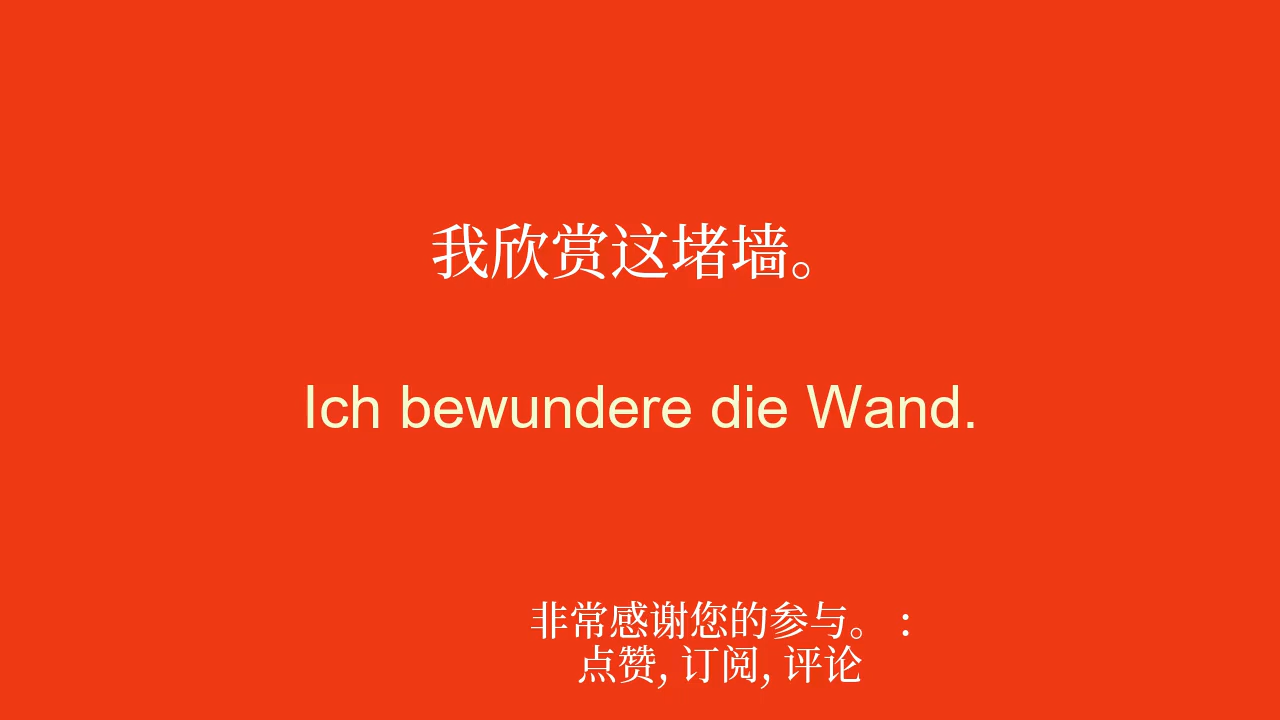 我欣赏这堵墙。
Ich bewundere die Wand.
非常感谢您的参与。 :
点赞, 订阅, 评论